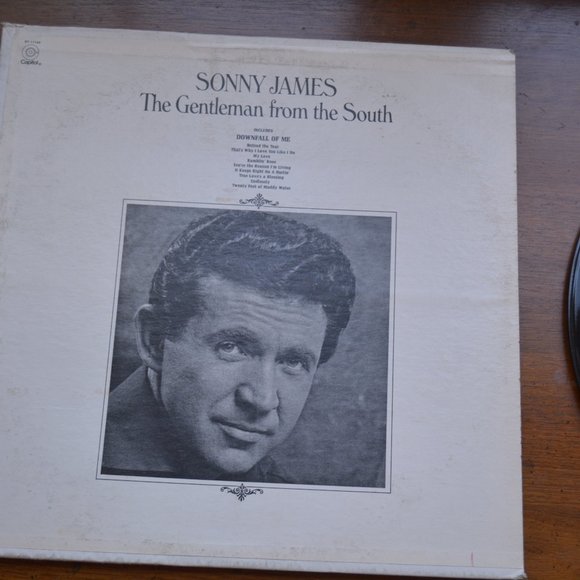 Capitol
SONNY JAMES
The Gentleman from the South
INCLUDES
DOWNFALL OF ME
Behind The Tear
That's Why I Love You Like I Do
My Love
Ramblin' Rose
You're the Reason I'm Living
It Keeps Right On A Hurtin
True Love's a Blessing
Endlessly
Twenty Feet of Muddy Water